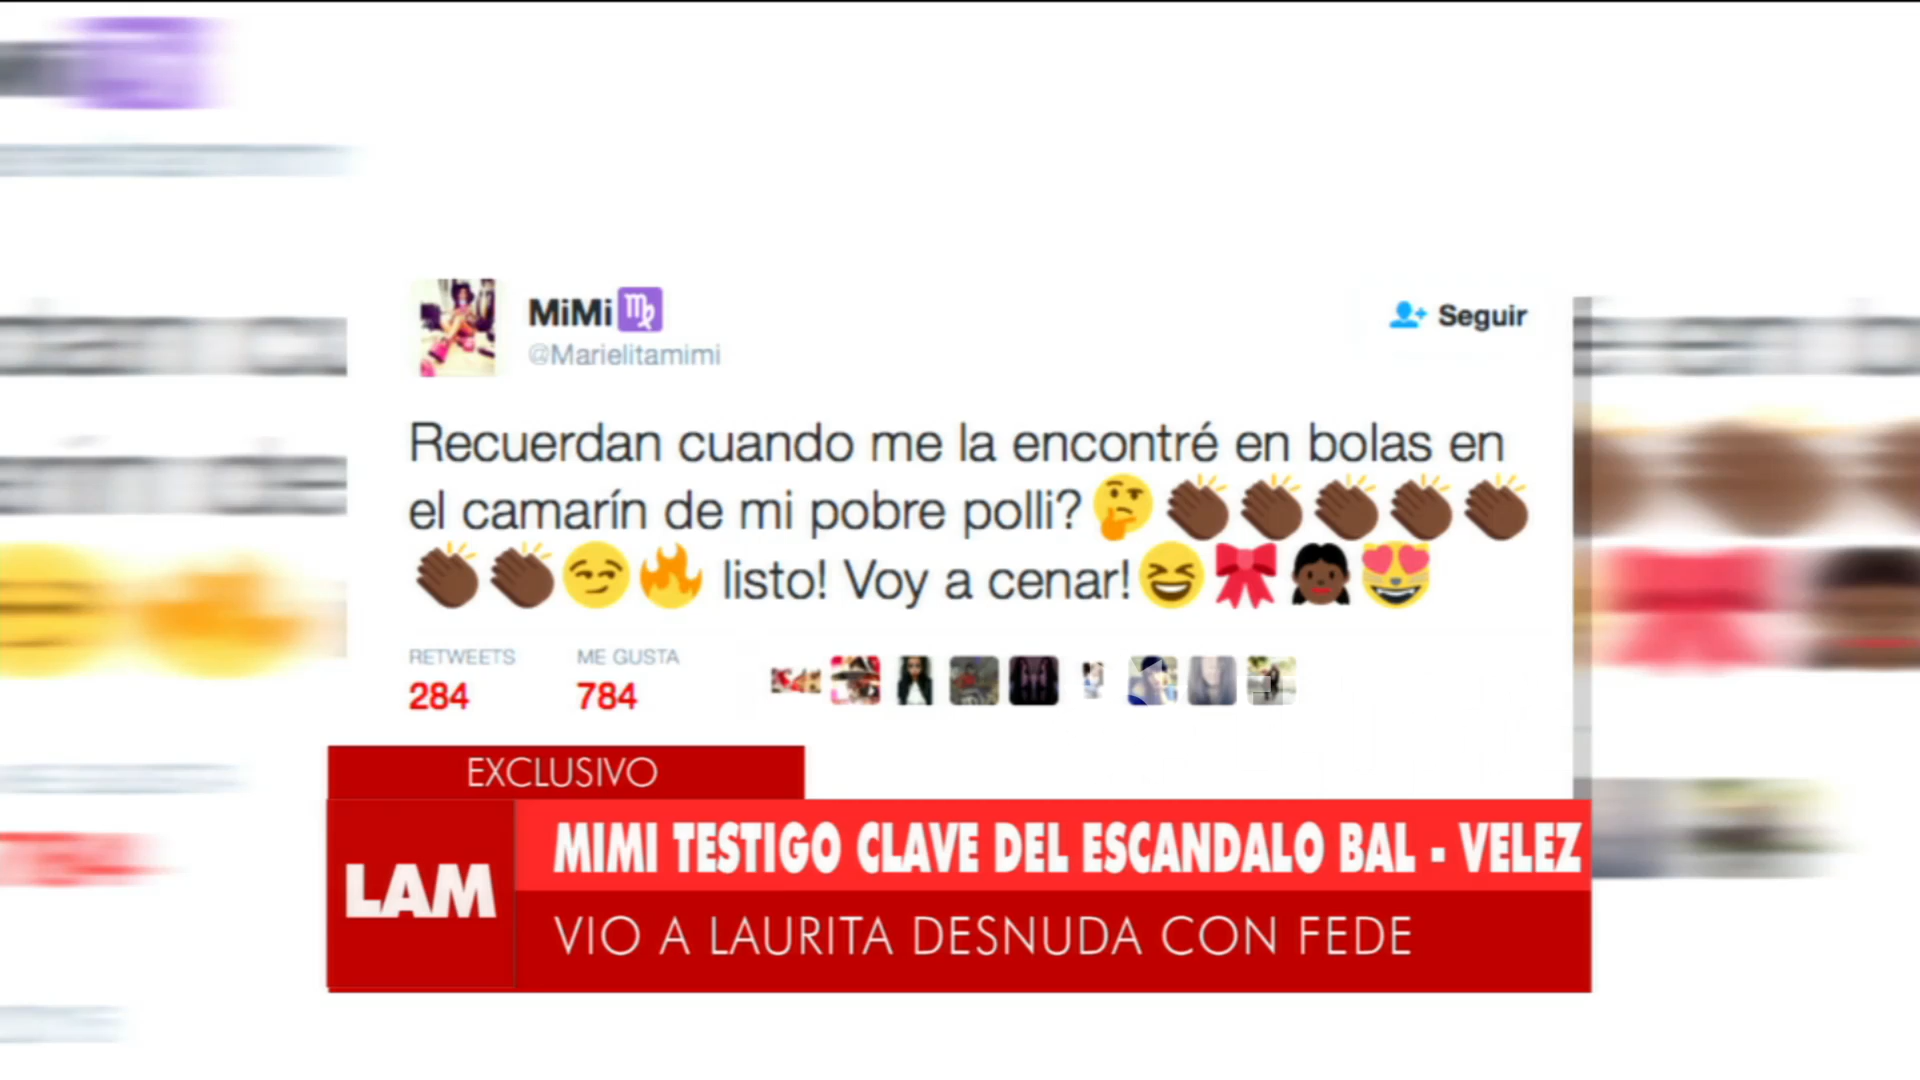 MiMi♍
@Marielitamimi
Seguir
Recuerdan cuando me la encontré en bolas en
el camarín de mi pobre polli?🤔👏🏿👏🏿👏🏿👏🏿👏🏿
👏🏿👏🏿😏🔥 listo! Voy a cenar!😆🎀👧🏿😻
RETWEETS
284
ME GUSTA
784
EXCLUSIVO
LAM
MIMI TESTIGO CLAVE DEL ESCANDALO BAL - VELEZ
VIO A LAURITA DESNUDA CON FEDE